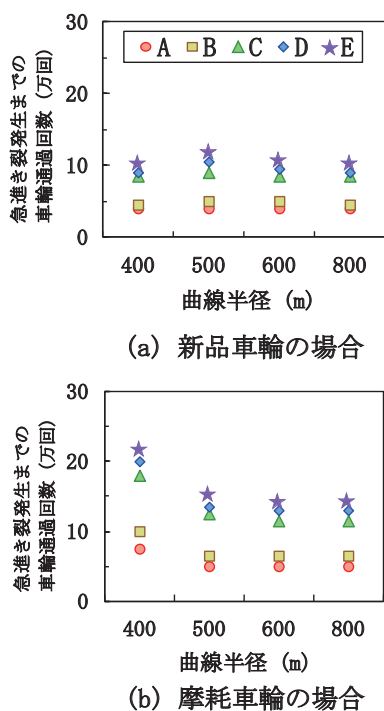 30
A B C D E
20
10
0
急進き裂発生までの
車輪通過回数 (万回)
400 500 600 800
曲線半径 (m)
(a) 新品車輪の場合
30
20
10
0
急進き裂発生までの
車輪通過回数 (万回)
400 500 600 800
曲線半径 (m)
(b) 摩耗車輪の場合